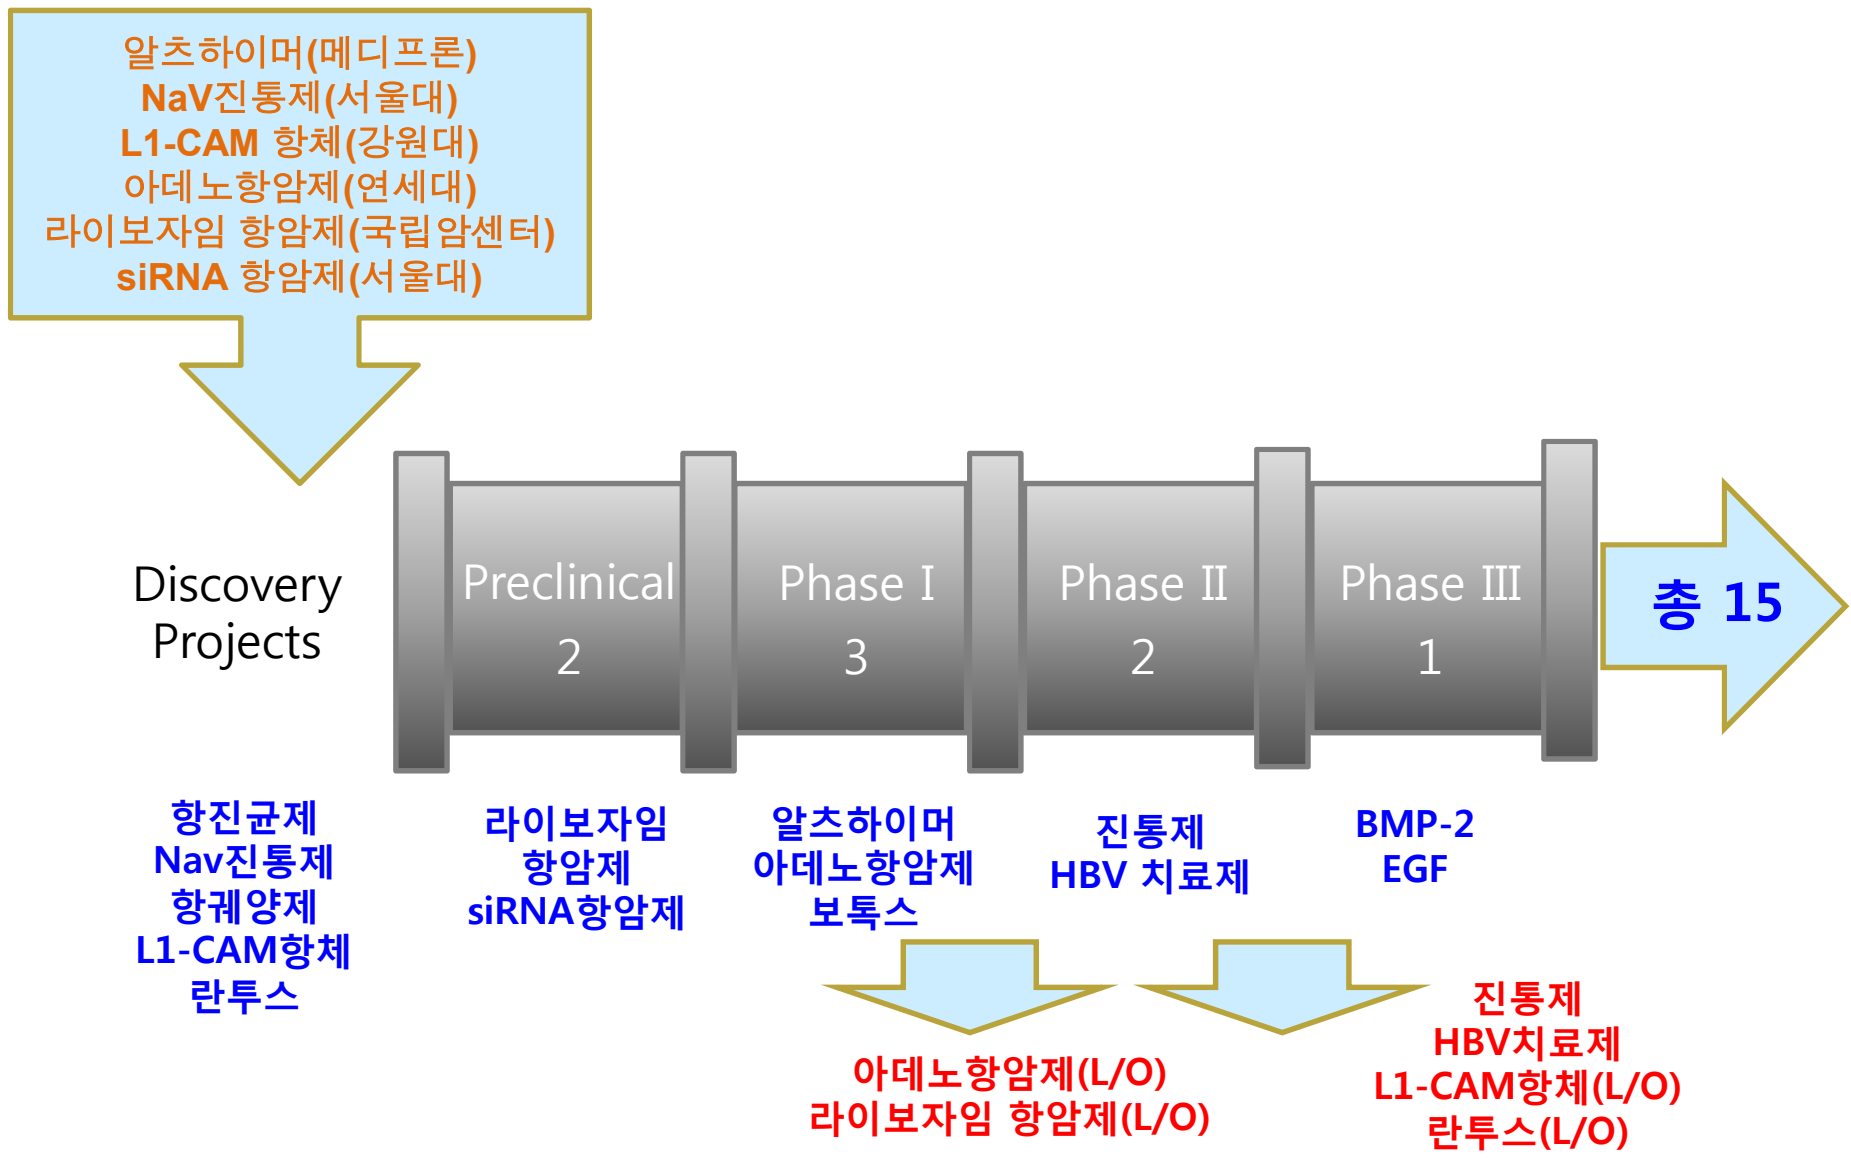 알츠하이머(메디프론)
NaV진통제(서울대)
L1-CAM 항체(강원대)
아데노항암제(연세대)
라이보자임 항암제(국립암센터)
siRNA 항암제(서울대)
Discovery
Projects
Preclinical
2
Phase Ⅰ
3
Phase Ⅱ
2
Phase Ⅲ
1
총 15
항진균제
Nav진통제
항궤양제
L1-CAM항체
란투스
라이보자임
항암제
siRNA항암제
알츠하이머
아데노항암제
보톡스
진통제
HBV 치료제
BMP-2
EGF
아데노항암제(L/O)
라이보자임 항암제(L/O)
진통제
HBV치료제
L1-CAM항체(L/O)
란투스(L/O)